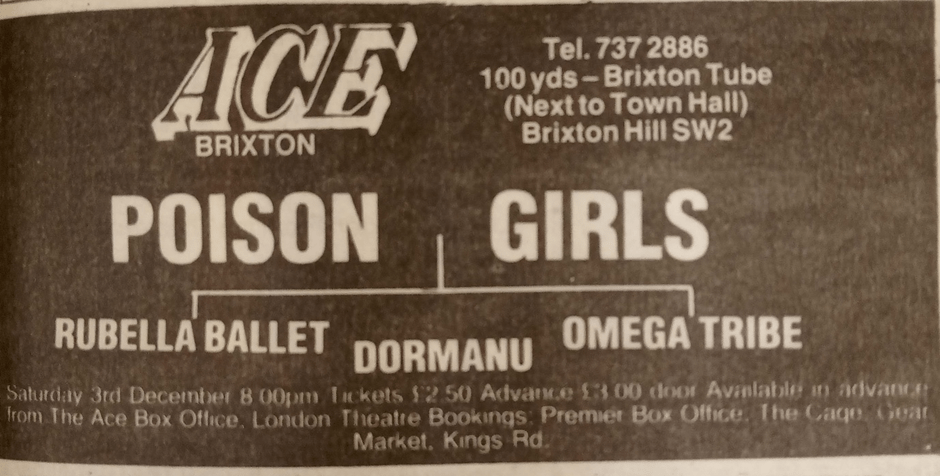 ACE
BRIXTON
Tel. 737 2886
100 yds – Brixton Tube
(Next to Town Hall)
Brixton Hill SW2
POISON GIRLS
RUBELLA BALLET
DORMANU
OMEGA TRIBE
Saturday 3rd December 8 00pm Tickets £2.50 Advance £3.00 door Available in advance
from The Ace Box Office, London Theatre Bookings, Premier Box Office, The Cage, Gear
Market, Kings Rd.